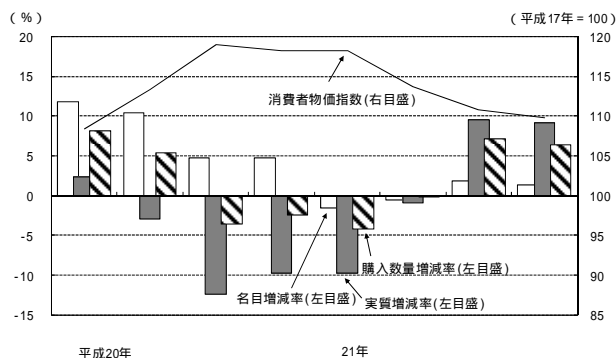 (％) (平成17年＝100)
20 120
15 115
消費者物価指数(右目盛)
10 110
5 105
0 100
-5 95
購入数量増減率(左目盛)
-10 90
名目増減率(左目盛) 実質増減率(左目盛)
-15 85
平成20年 21年